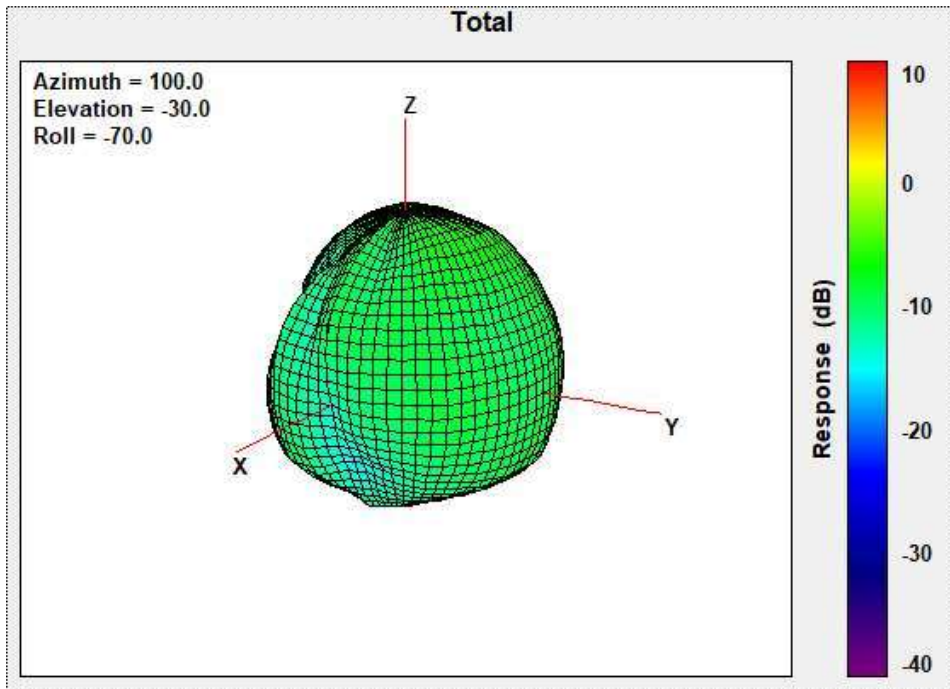 Total
Azimuth = 100.0
Elevation = -30.0
Roll = -70.0
Z
X
Y
Response (dB)
10
0
-10
-20
-30
-40